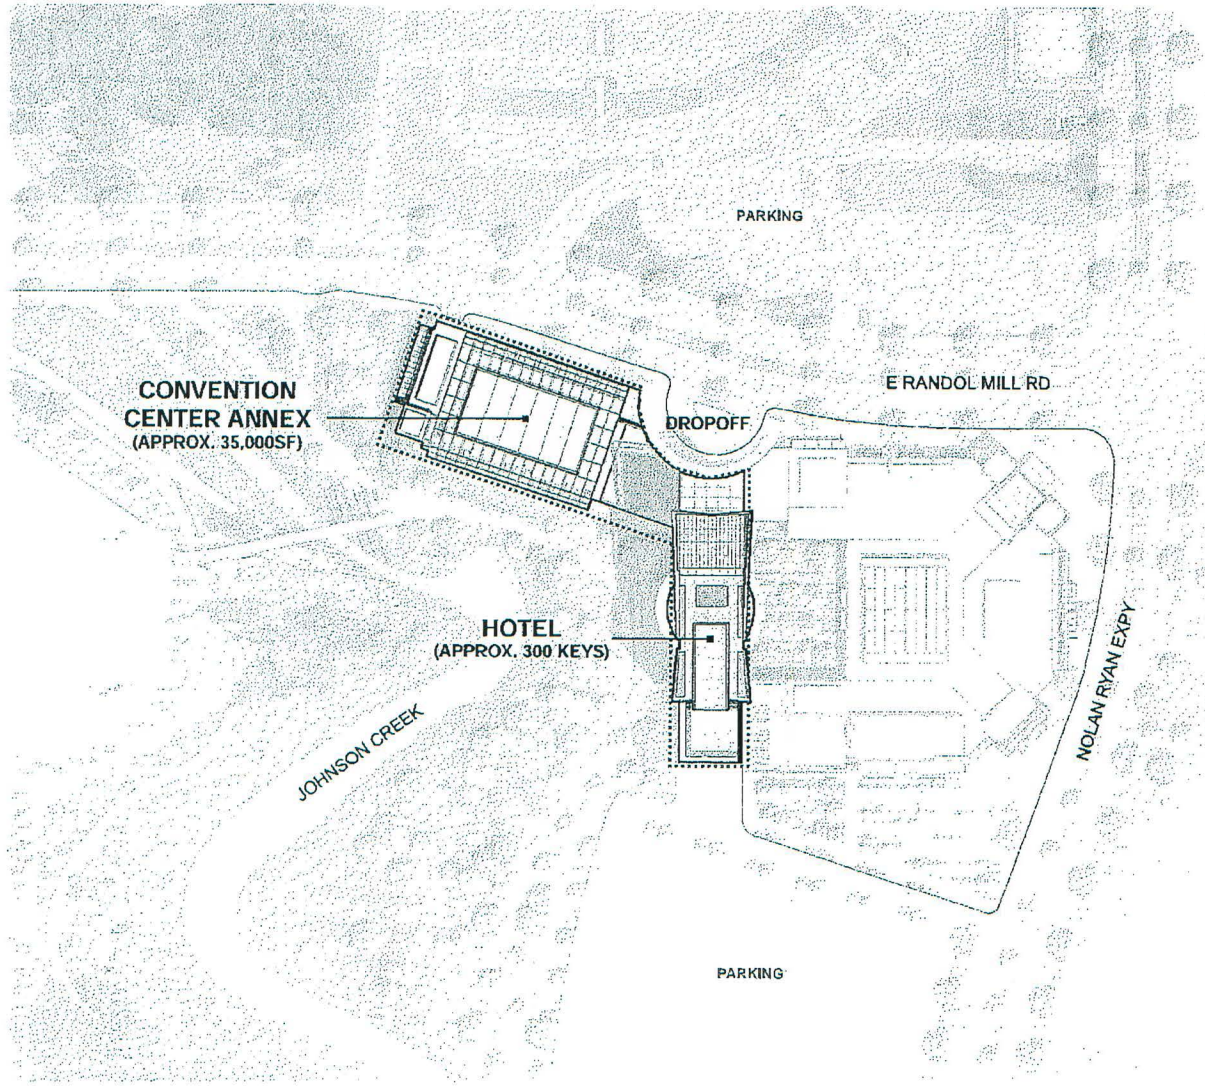 PARKING
E RANDOL MILL RD
CONVENTION
CENTER ANNEX
(APPROX. 35,000SF)
DROPOFF
HOTEL
(APPROX. 300 KEYS)
NOLAN RYAN EXPY
JOHNSON CREEK
PARKING